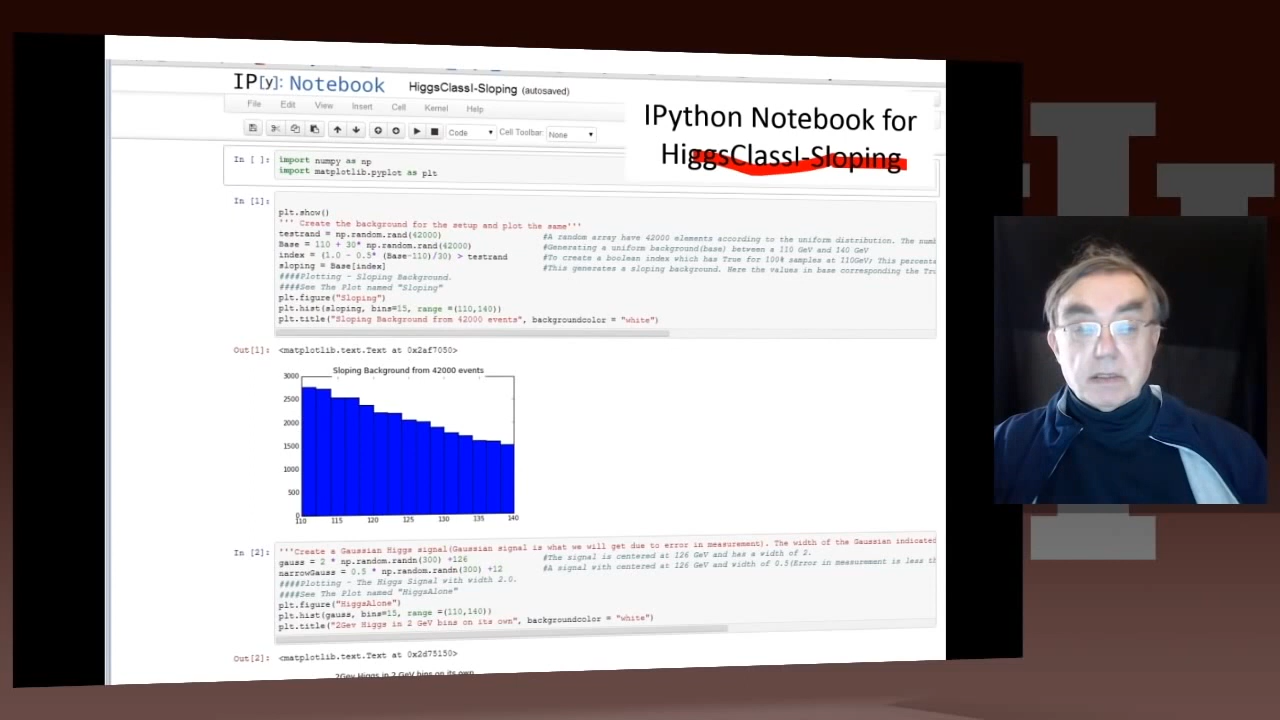 IP[y]: Notebook HiggsClassI-Sloping (autosaved)
IPython Notebook for
HiggsClassI-Sloping
File Edit View Insert Cell Kernel Help
Code Cell Toolbar: None
In [ ]: import numpy as np
import matplotlib.pyplot as plt
In [1]:
plt.show()
''' Create the background for the setup and plot the same'''
testrand = np.random.rand(42000) #A random array have 42000 elements according to the uniform distribution. The
Base = 110 + 30* np.random.rand(42000) #Generating a uniform background(base) between a 110 GeV and 140 GeV
index = (1.0 - 0.5* (Base-110)/30) > testrand #To create a boolean index which has True for 100% samples at 110GeV; This
sloping = Base[index] #This generates a sloping background. Here the values in base corresponding the
####Plotting - Sloping Background.
####See The Plot named "Sloping"
plt.figure("Sloping")
plt.hist(sloping, bins=15, range =(110,140))
plt.title("Sloping Background from 42000 events", backgroundcolor = "white")
Out[1]: <matplotlib.text.Text at 0x2af7050>
Sloping Background from 42000 events
3000
2500
2000
1500
1000
500
0
110 115 120 125 130 135 140
In [2]: '''Create a Gaussian Higgs signal(Gaussian signal is what we will get due to error in measurement). The width of the Gaussian indicated
gauss = 2 * np.random.randn(300) +126 #The signal is centered at 126 GeV and has a width of 2.
narrowGauss = 0.5 * np.random.randn(300) +12 #A signal with centered at 126 GeV and width of 0.5(Error in measurement is less
####Plotting - The Higgs Signal with width 2.0.
####See The Plot named "HiggsAlone"
plt.figure("HiggsAlone")
plt.hist(gauss, bins=15, range =(110,140))
plt.title("2Gev Higgs in 2 GeV bins on its own", backgroundcolor = "white")
Out[2]: <matplotlib.text.Text at 0x2d75150>
2Gev Higgs in 2 GeV bins on its own